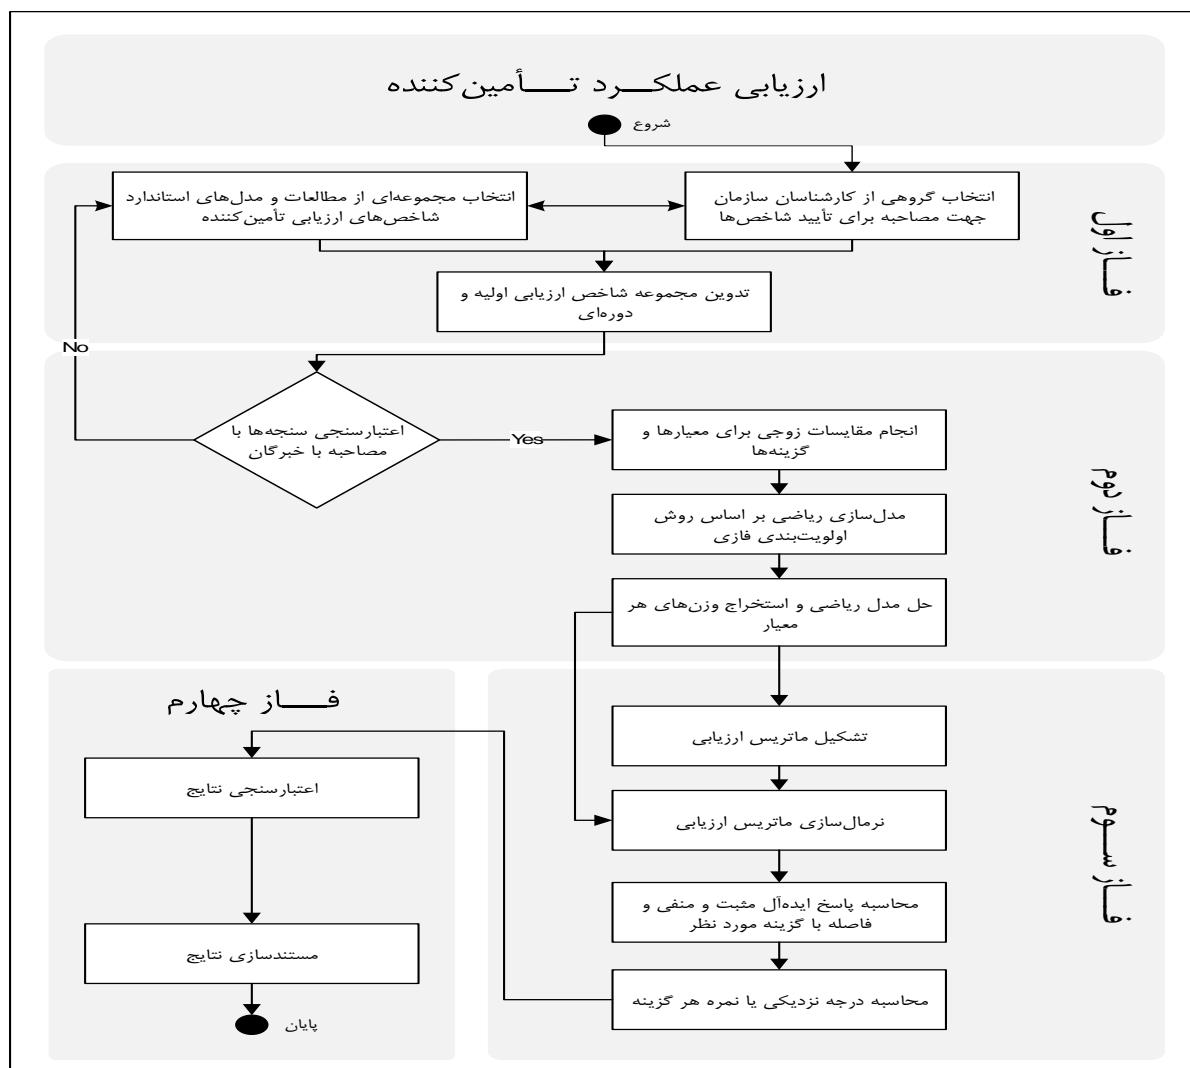 ارزیابی عملکرد تأمین‌کننده
شروع
انتخاب گروهی از کارشناسان سازمان
جهت مصاحبه برای تأیید شاخص‌ها
انتخاب مجموعه‌ای از مطالعات و مدل‌های استاندارد
شاخص‌های ارزیابی تأمین‌کننده
فاز اول
تدوین مجموعه شاخص ارزیابی اولیه و
دوره‌ای
No
اعتبارسنجی سنجه‌ها با
مصاحبه با خبرگان
Yes
انجام مقایسات زوجی برای معیارها و
گزینه‌ها
فاز دوم
مدل‌سازی ریاضی بر اساس روش
اولویت‌بندی فازی
حل مدل ریاضی و استخراج وزن‌های هر
معیار
تشکیل ماتریس ارزیابی
نرمال‌سازی ماتریس ارزیابی
فاز سوم
محاسبه پاسخ ایده‌آل مثبت و منفی و
فاصله با گزینه مورد نظر
محاسبه درجه نزدیکی یا نمره هر گزینه
فاز چهارم
اعتبارسنجی نتایج
مستندسازی نتایج
پایان